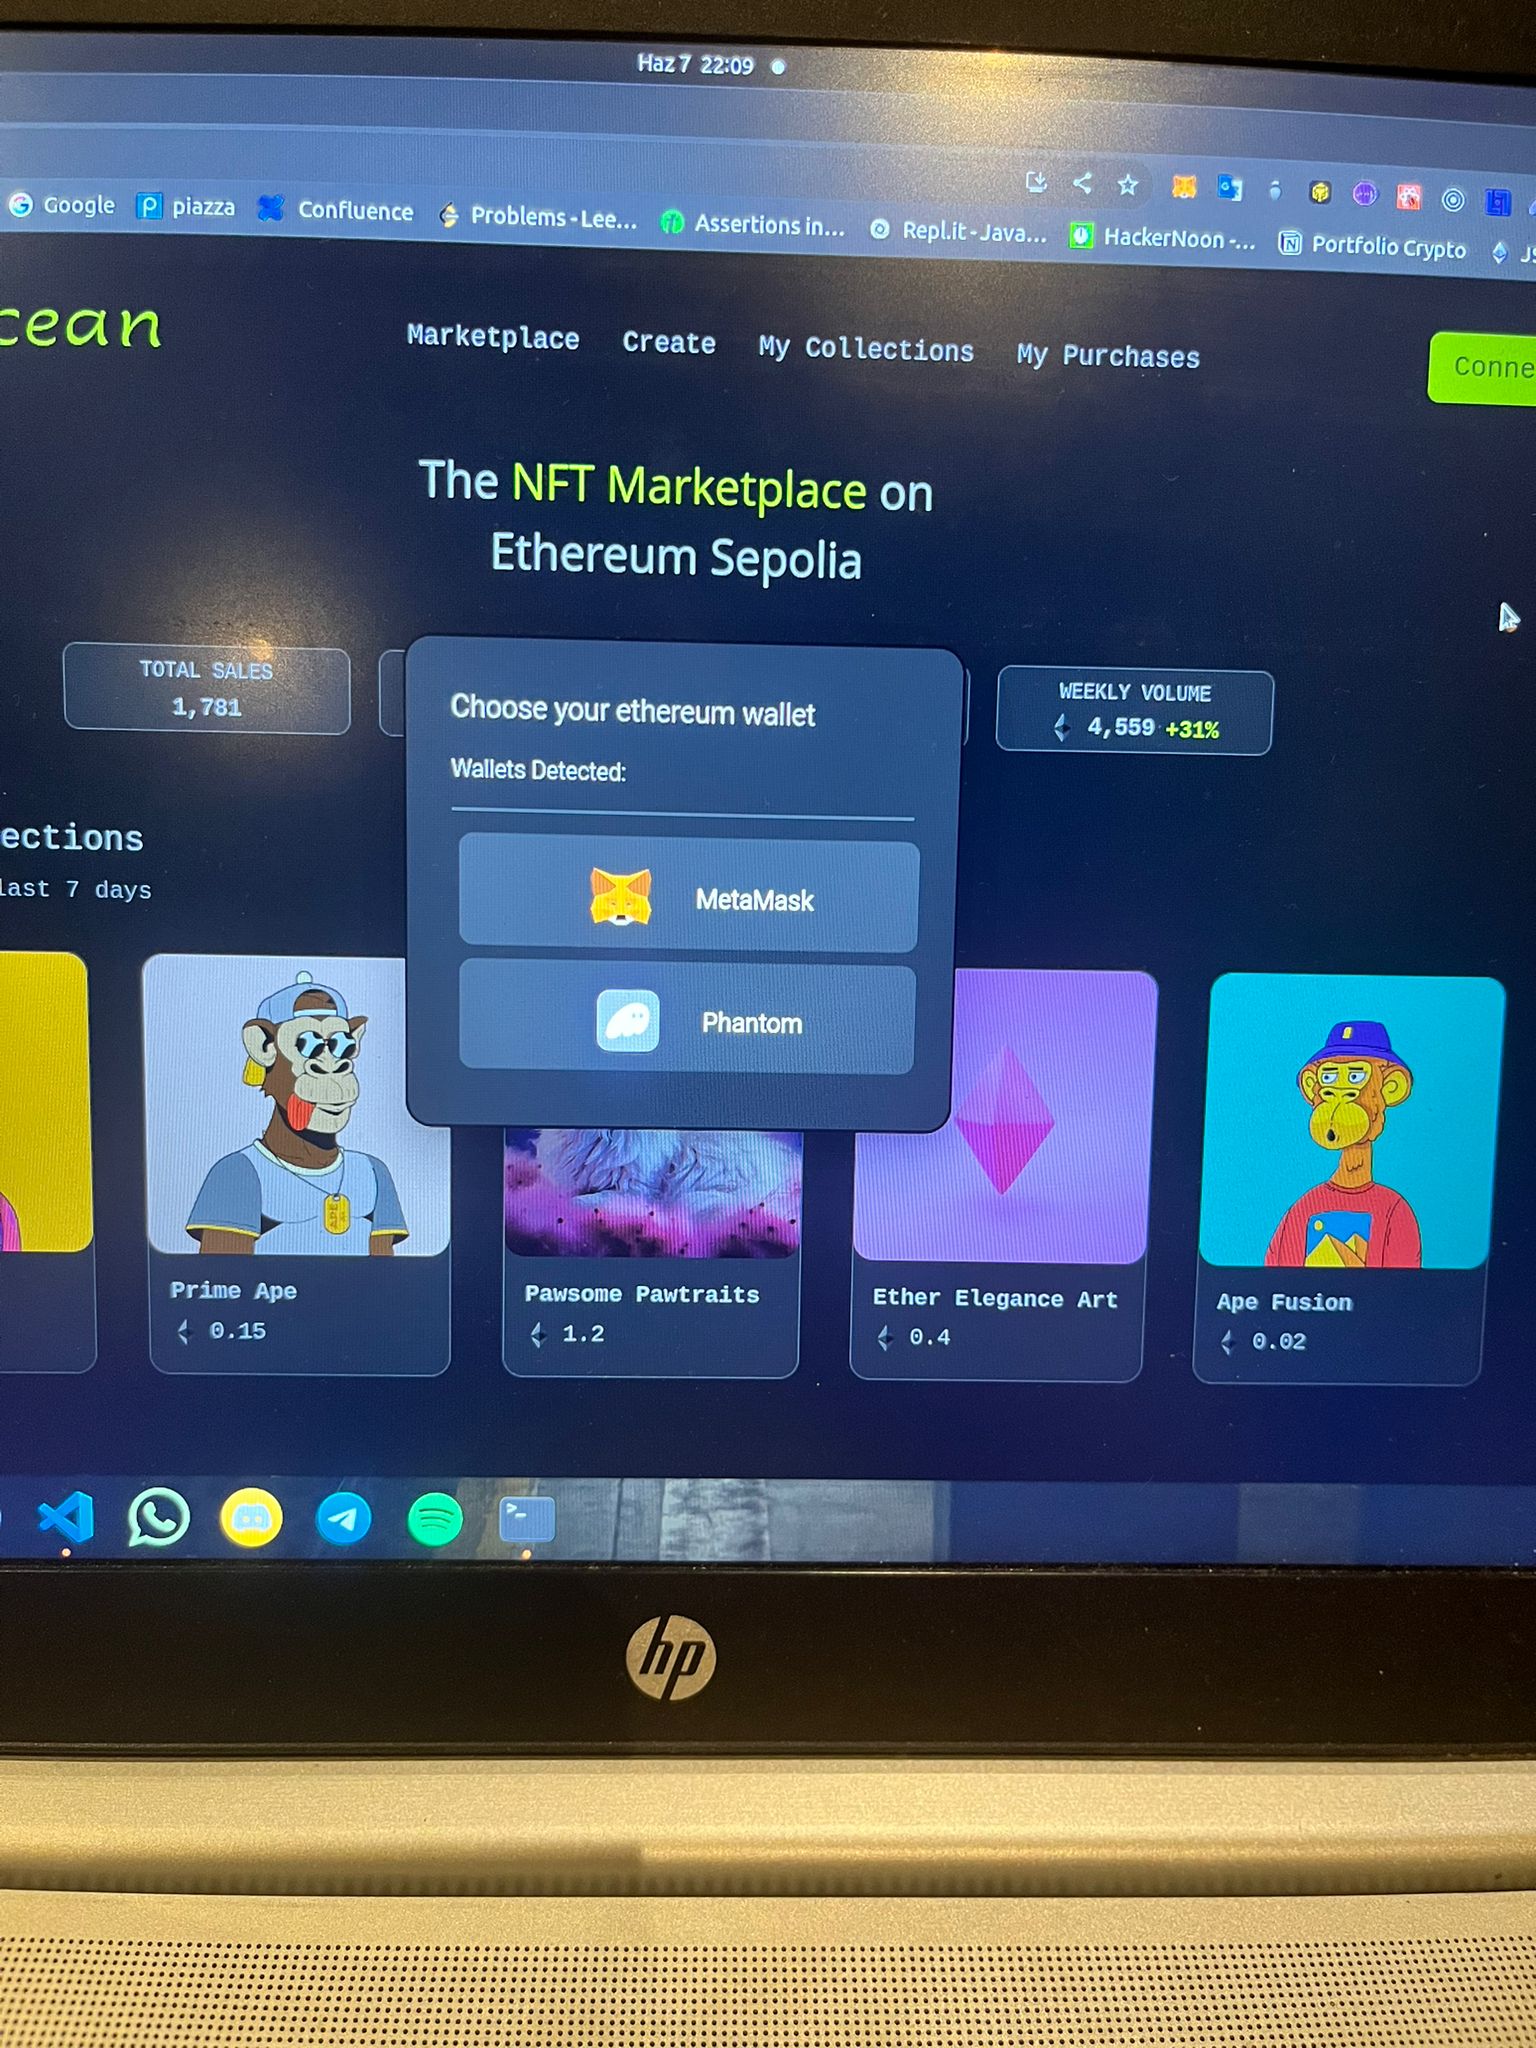 Haz 7 22:09
Google piazza Confluence Problems - Lee... Assertions in... Repl.it - Java... HackerNoon -... Portfolio Crypto JS
cean
Marketplace Create My Collections My Purchases
Conne
The NFT Marketplace on
Ethereum Sepolia
TOTAL SALES
1,781
WEEKLY VOLUME
4,559 +31%
Choose your ethereum wallet
Wallets Detected:
MetaMask
Phantom
ections
last 7 days
Prime Ape
0.15
Pawsome Pawtraits
1.2
Ether Elegance Art
0.4
Ape Fusion
0.02
hp